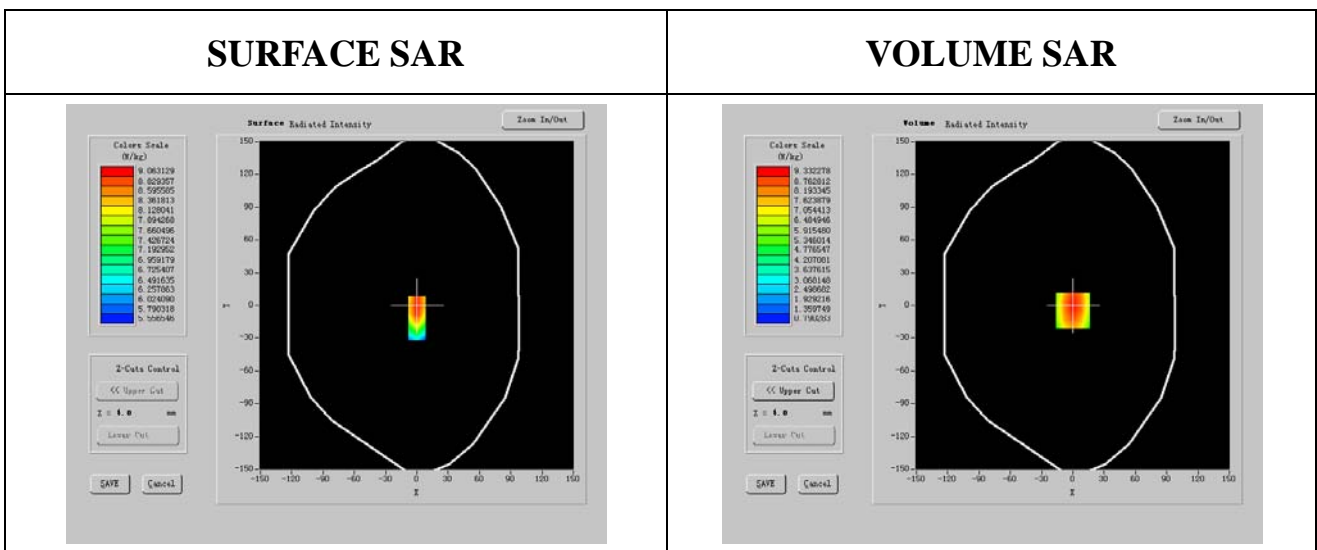 SURFACE SAR
VOLUME SAR
Surface Radiated Intensity
Zoom In/Out
Colors Scale
(W/kg)
9.063129
8.829357
8.595585
8.361813
8.128041
7.894268
7.660496
7.426724
7.192952
6.959179
6.725407
6.491635
6.257863
6.024090
5.790318
5.556546
150
120
90
60
30
0
-30
-60
-90
-120
-150
Y
-150 -120 -90 -60 -30 0 30 60 90 120 150
X
Z-Cuts Control
<< Upper Cut
Z = 4.0 mm
Lower Cut
SAVE Cancel
Volume Radiated Intensity
Zoom In/Out
Colors Scale
(W/kg)
9.332278
8.762812
8.193345
7.623879
7.054413
6.484946
5.915480
5.346014
4.776547
4.207081
3.637615
3.068148
2.498682
1.929216
1.359749
0.790283
150
120
90
60
30
0
-30
-60
-90
-120
-150
Y
-150 -120 -90 -60 -30 0 30 60 90 120 150
X
Z-Cuts Control
<< Upper Cut
Z = 4.0 mm
Lower Cut
SAVE Cancel